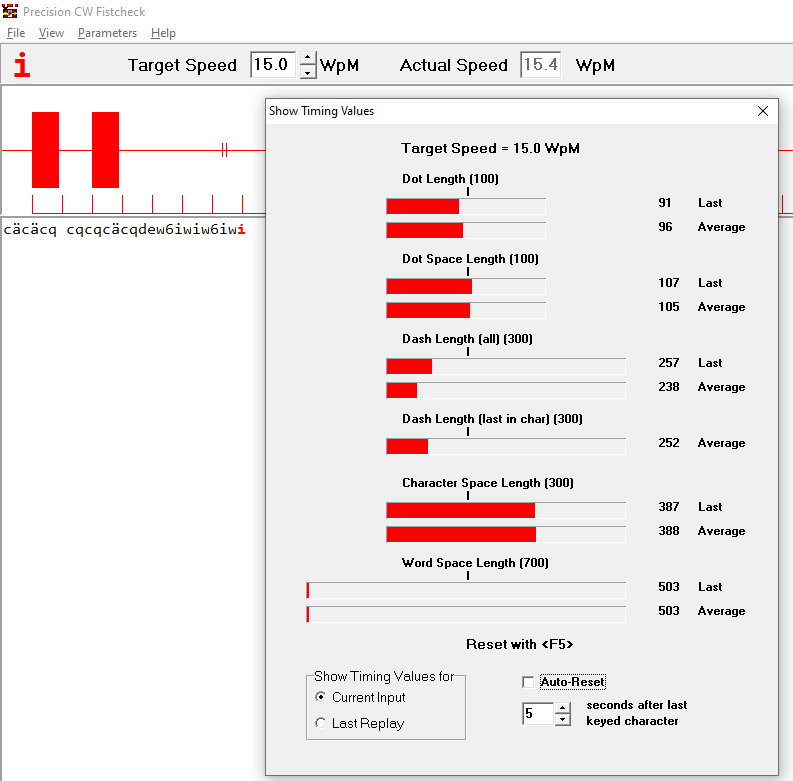 Precision CW Fistcheck
File View Parameters Help
i Target Speed 15.0 WpM Actual Speed 15.4 WpM
Show Timing Values
cäcäcq cqcqcäcqdew6iwiw6iwi
Target Speed = 15.0 WpM
Dot Length (100)
91 Last
96 Average
Dot Space Length (100)
107 Last
105 Average
Dash Length (all) (300)
257 Last
238 Average
Dash Length (last in char) (300)
252 Average
Character Space Length (300)
387 Last
388 Average
Word Space Length (700)
503 Last
503 Average
Reset with <F5>
Show Timing Values for
Current Input
Last Replay
Auto-Reset
5 seconds after last
keyed character